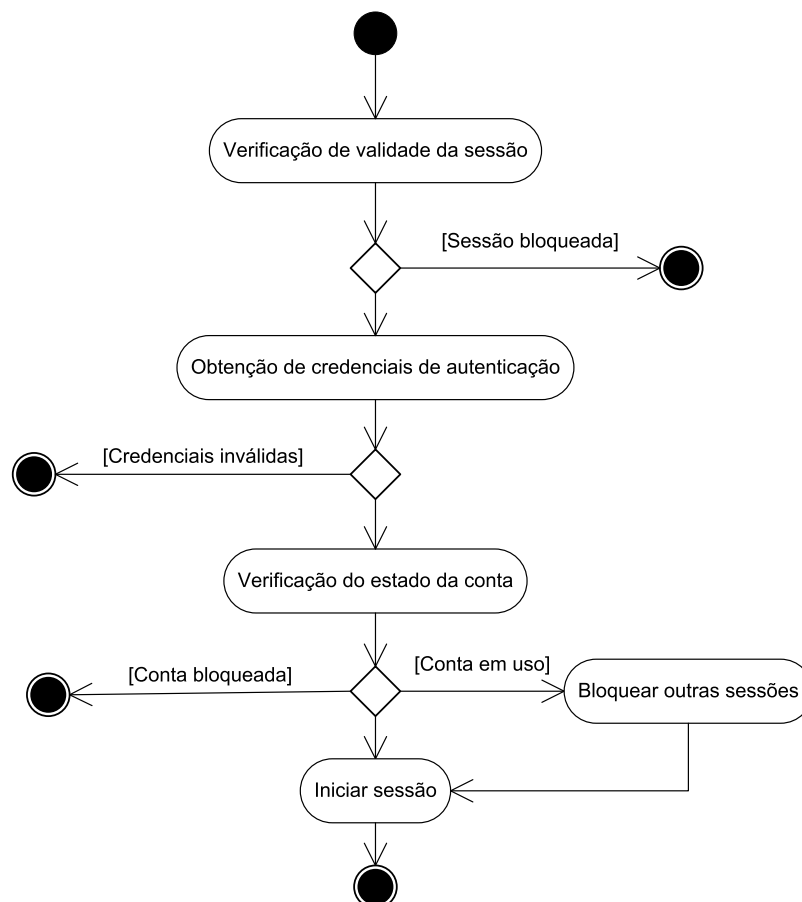 Verificação de validade da sessão
[Sessão bloqueada]
Obtenção de credenciais de autenticação
[Credenciais inválidas]
Verificação do estado da conta
[Conta bloqueada]
[Conta em uso]
Bloquear outras sessões
Iniciar sessão